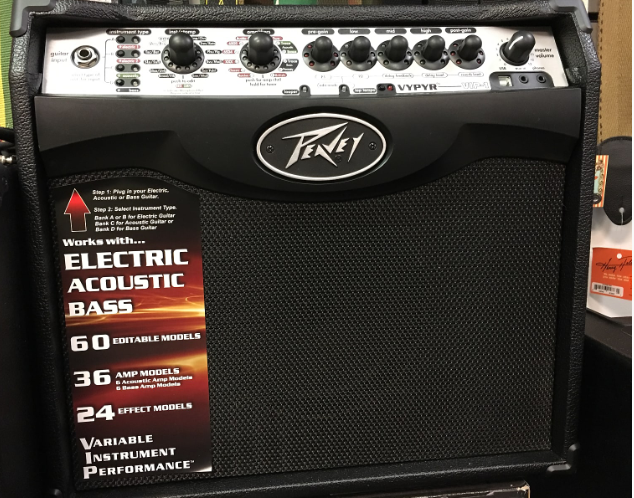 instrument type
pre-gain
low
mid
high
post-gain
guitar
input
master
volume
VYPYR
PEAVEY
Step 1: Plug in your Electric,
Acoustic or Bass Guitar.
Step 2: Select Instrument Type.
Bank A or B for Electric Guitar
Bank C for Acoustic Guitar or
Bank D for Bass Guitar
Works with...
ELECTRIC
ACOUSTIC
BASS
60 EDITABLE MODELS
36 AMP MODELS
6 Acoustic Amp Models
6 Bass Amp Models
24 EFFECT MODELS
VARIABLE
INSTRUMENT
PERFORMANCE™